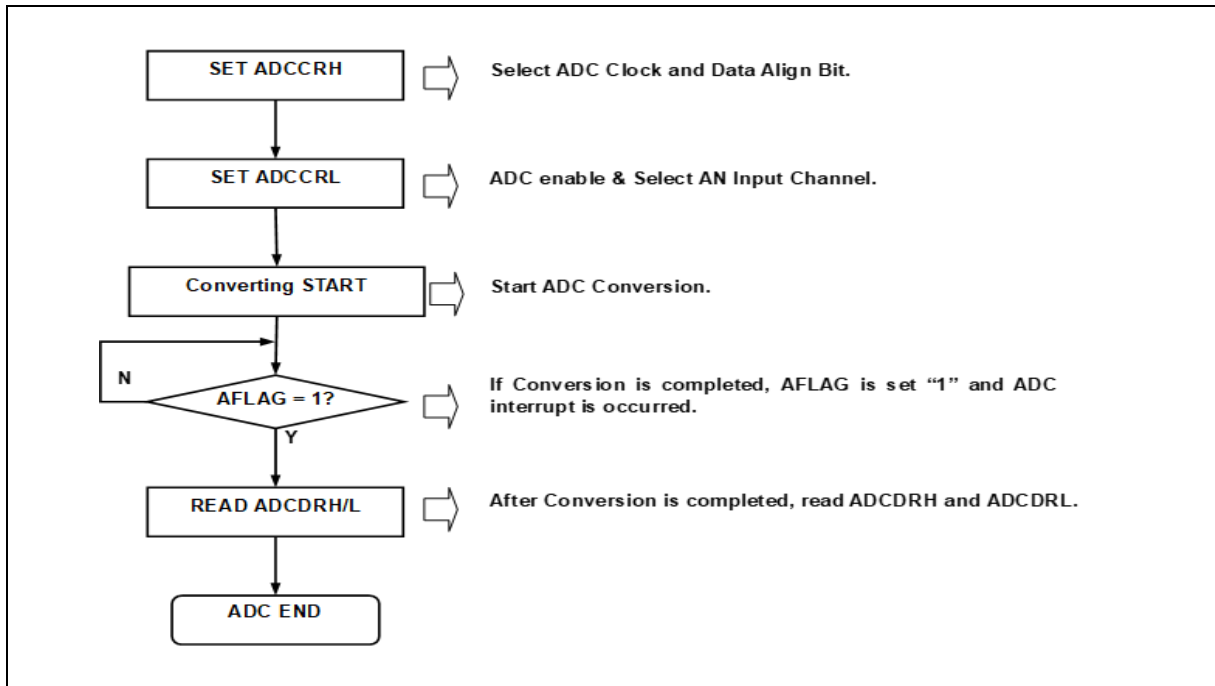 SET ADCCRH
Select ADC Clock and Data Align Bit.
SET ADCCRL
ADC enable & Select AN Input Channel.
Converting START
Start ADC Conversion.
N
AFLAG = 1?
If Conversion is completed, AFLAG is set “1” and ADC
interrupt is occurred.
Y
READ ADCDRH/L
After Conversion is completed, read ADCDRH and ADCDRL.
ADC END